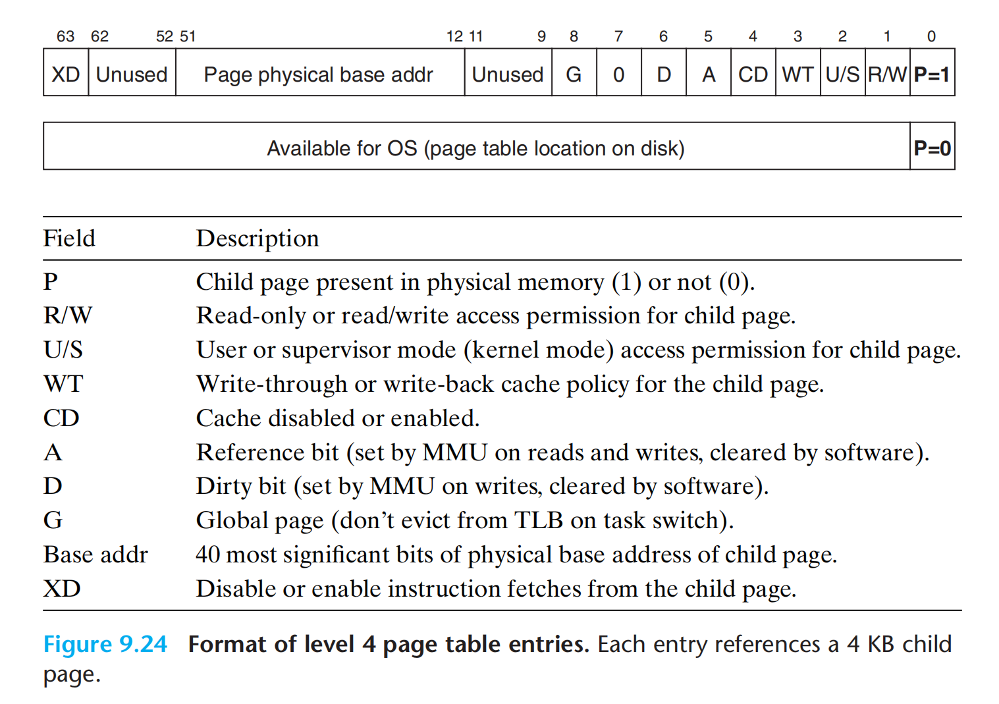 63 62 52 51 12 11 9 8 7 6 5 4 3 2 1 0
XD Unused Page physical base addr Unused G 0 D A CD WT U/S R/W P=1
Available for OS (page table location on disk) P=0
Field Description
P Child page present in physical memory (1) or not (0).
R/W Read-only or read/write access permission for child page.
U/S User or supervisor mode (kernel mode) access permission for child page.
WT Write-through or write-back cache policy for the child page.
CD Cache disabled or enabled.
A Reference bit (set by MMU on reads and writes, cleared by software).
D Dirty bit (set by MMU on writes, cleared by software).
G Global page (don’t evict from TLB on task switch).
Base addr 40 most significant bits of physical base address of child page.
XD Disable or enable instruction fetches from the child page.
Figure 9.24 Format of level 4 page table entries. Each entry references a 4 KB child
page.